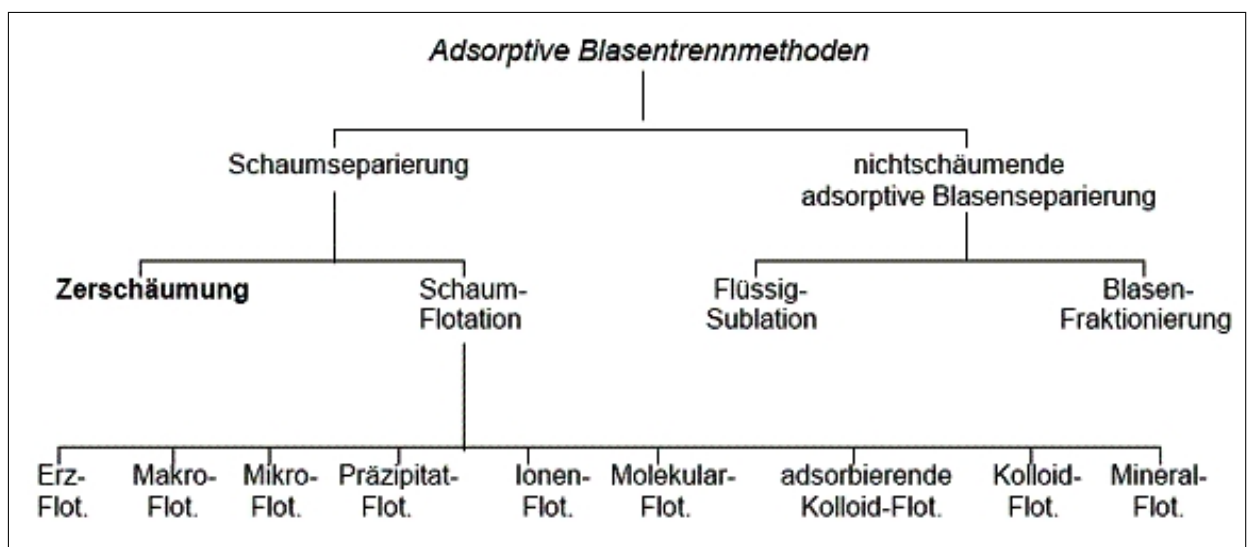 Adsorptive Blasentrennmethoden
Schaumseparierung
nichtschäumende
adsorptive Blasenseparierung
Zerschäumung
Schaum-
Flotation
Flüssig-
Sublation
Blasen-
Fraktionierung
Erz-
Flot.
Makro-
Flot.
Mikro-
Flot.
Präzipitat-
Flot.
Ionen-
Flot.
Molekular-
Flot.
adsorbierende
Kolloid-Flot.
Kolloid-
Flot.
Mineral-
Flot.